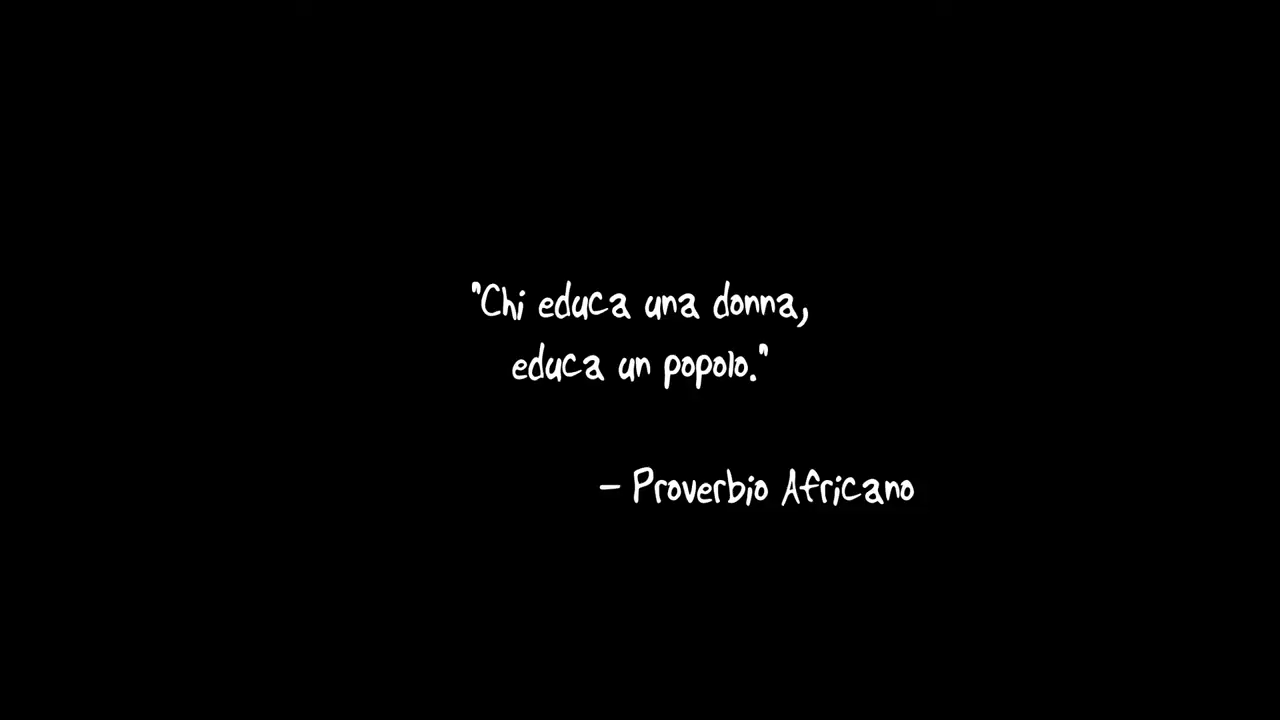 "Chi educa una donna,
educa un popolo."
- Proverbio Africano